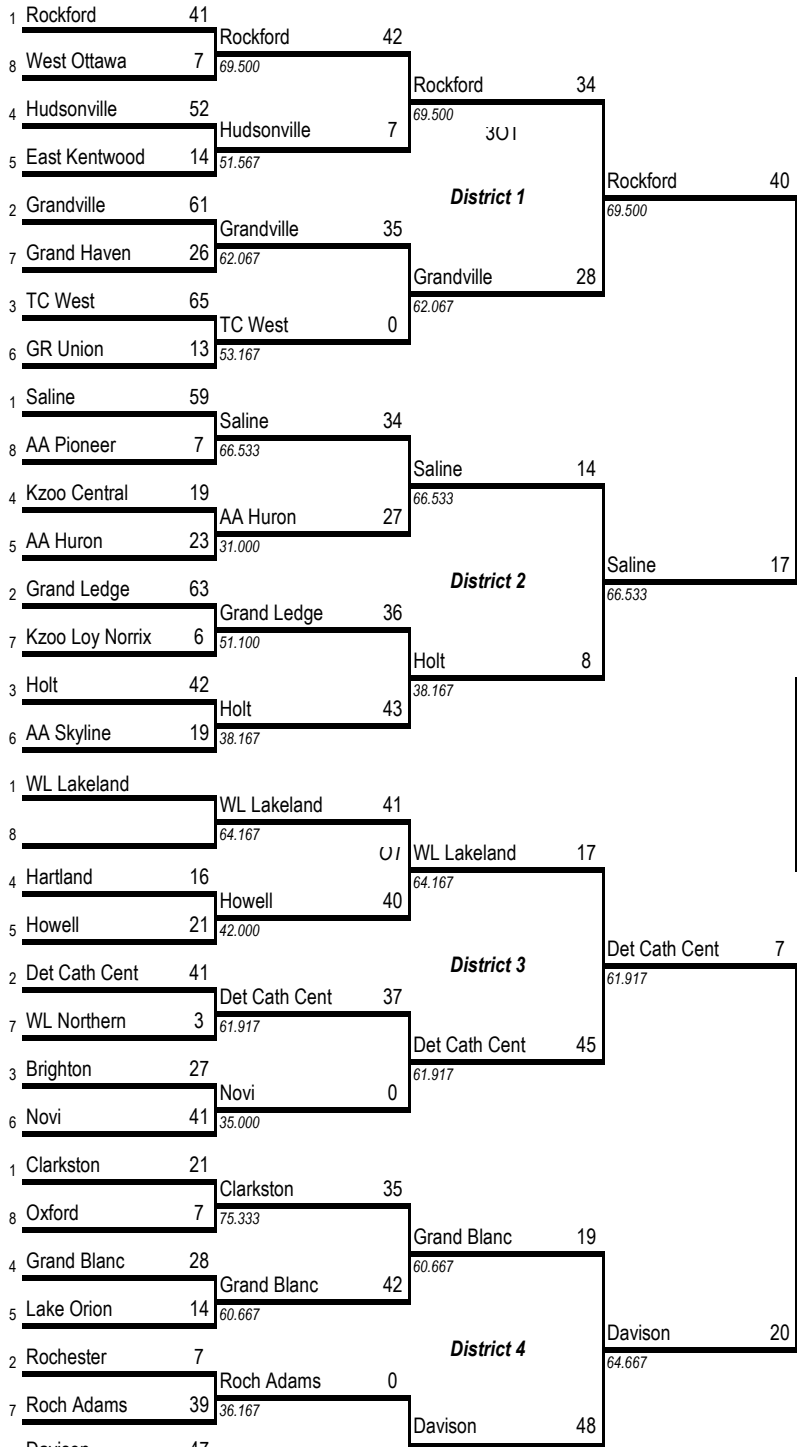 1 Rockford 41
Rockford 42
8 West Ottawa 7
69.500
Rockford 34
69.500
4 Hudsonville 52
Hudsonville 7
5 East Kentwood 14
51.567
District 1
Rockford 40
69.500
2 Grandville 61
Grandville 35
7 Grand Haven 26
62.067
Grandville 28
62.067
3 TC West 65
TC West 0
6 GR Union 13
53.167
1 Saline 59
Saline 34
8 AA Pioneer 7
66.533
Saline 14
66.533
4 Kzoo Central 19
AA Huron 27
5 AA Huron 23
31.000
District 2
Saline 17
66.533
2 Grand Ledge 63
Grand Ledge 36
7 Kzoo Loy Norrix 6
51.100
Holt 8
38.167
3 Holt 42
Holt 43
6 AA Skyline 19
38.167
1 WL Lakeland
WL Lakeland 41
8
64.167
WL Lakeland 17
64.167
4 Hartland 16
Howell 40
5 Howell 21
42.000
District 3
Det Cath Cent 7
61.917
2 Det Cath Cent 41
Det Cath Cent 37
7 WL Northern 3
61.917
Det Cath Cent 45
61.917
3 Brighton 27
Novi 0
6 Novi 41
35.000
1 Clarkston 21
Clarkston 35
8 Oxford 7
75.333
Grand Blanc 19
60.667
4 Grand Blanc 28
Grand Blanc 42
5 Lake Orion 14
60.667
District 4
Davison 20
64.667
2 Rochester 7
Roch Adams 0
7 Roch Adams 39
36.167
Davison 48